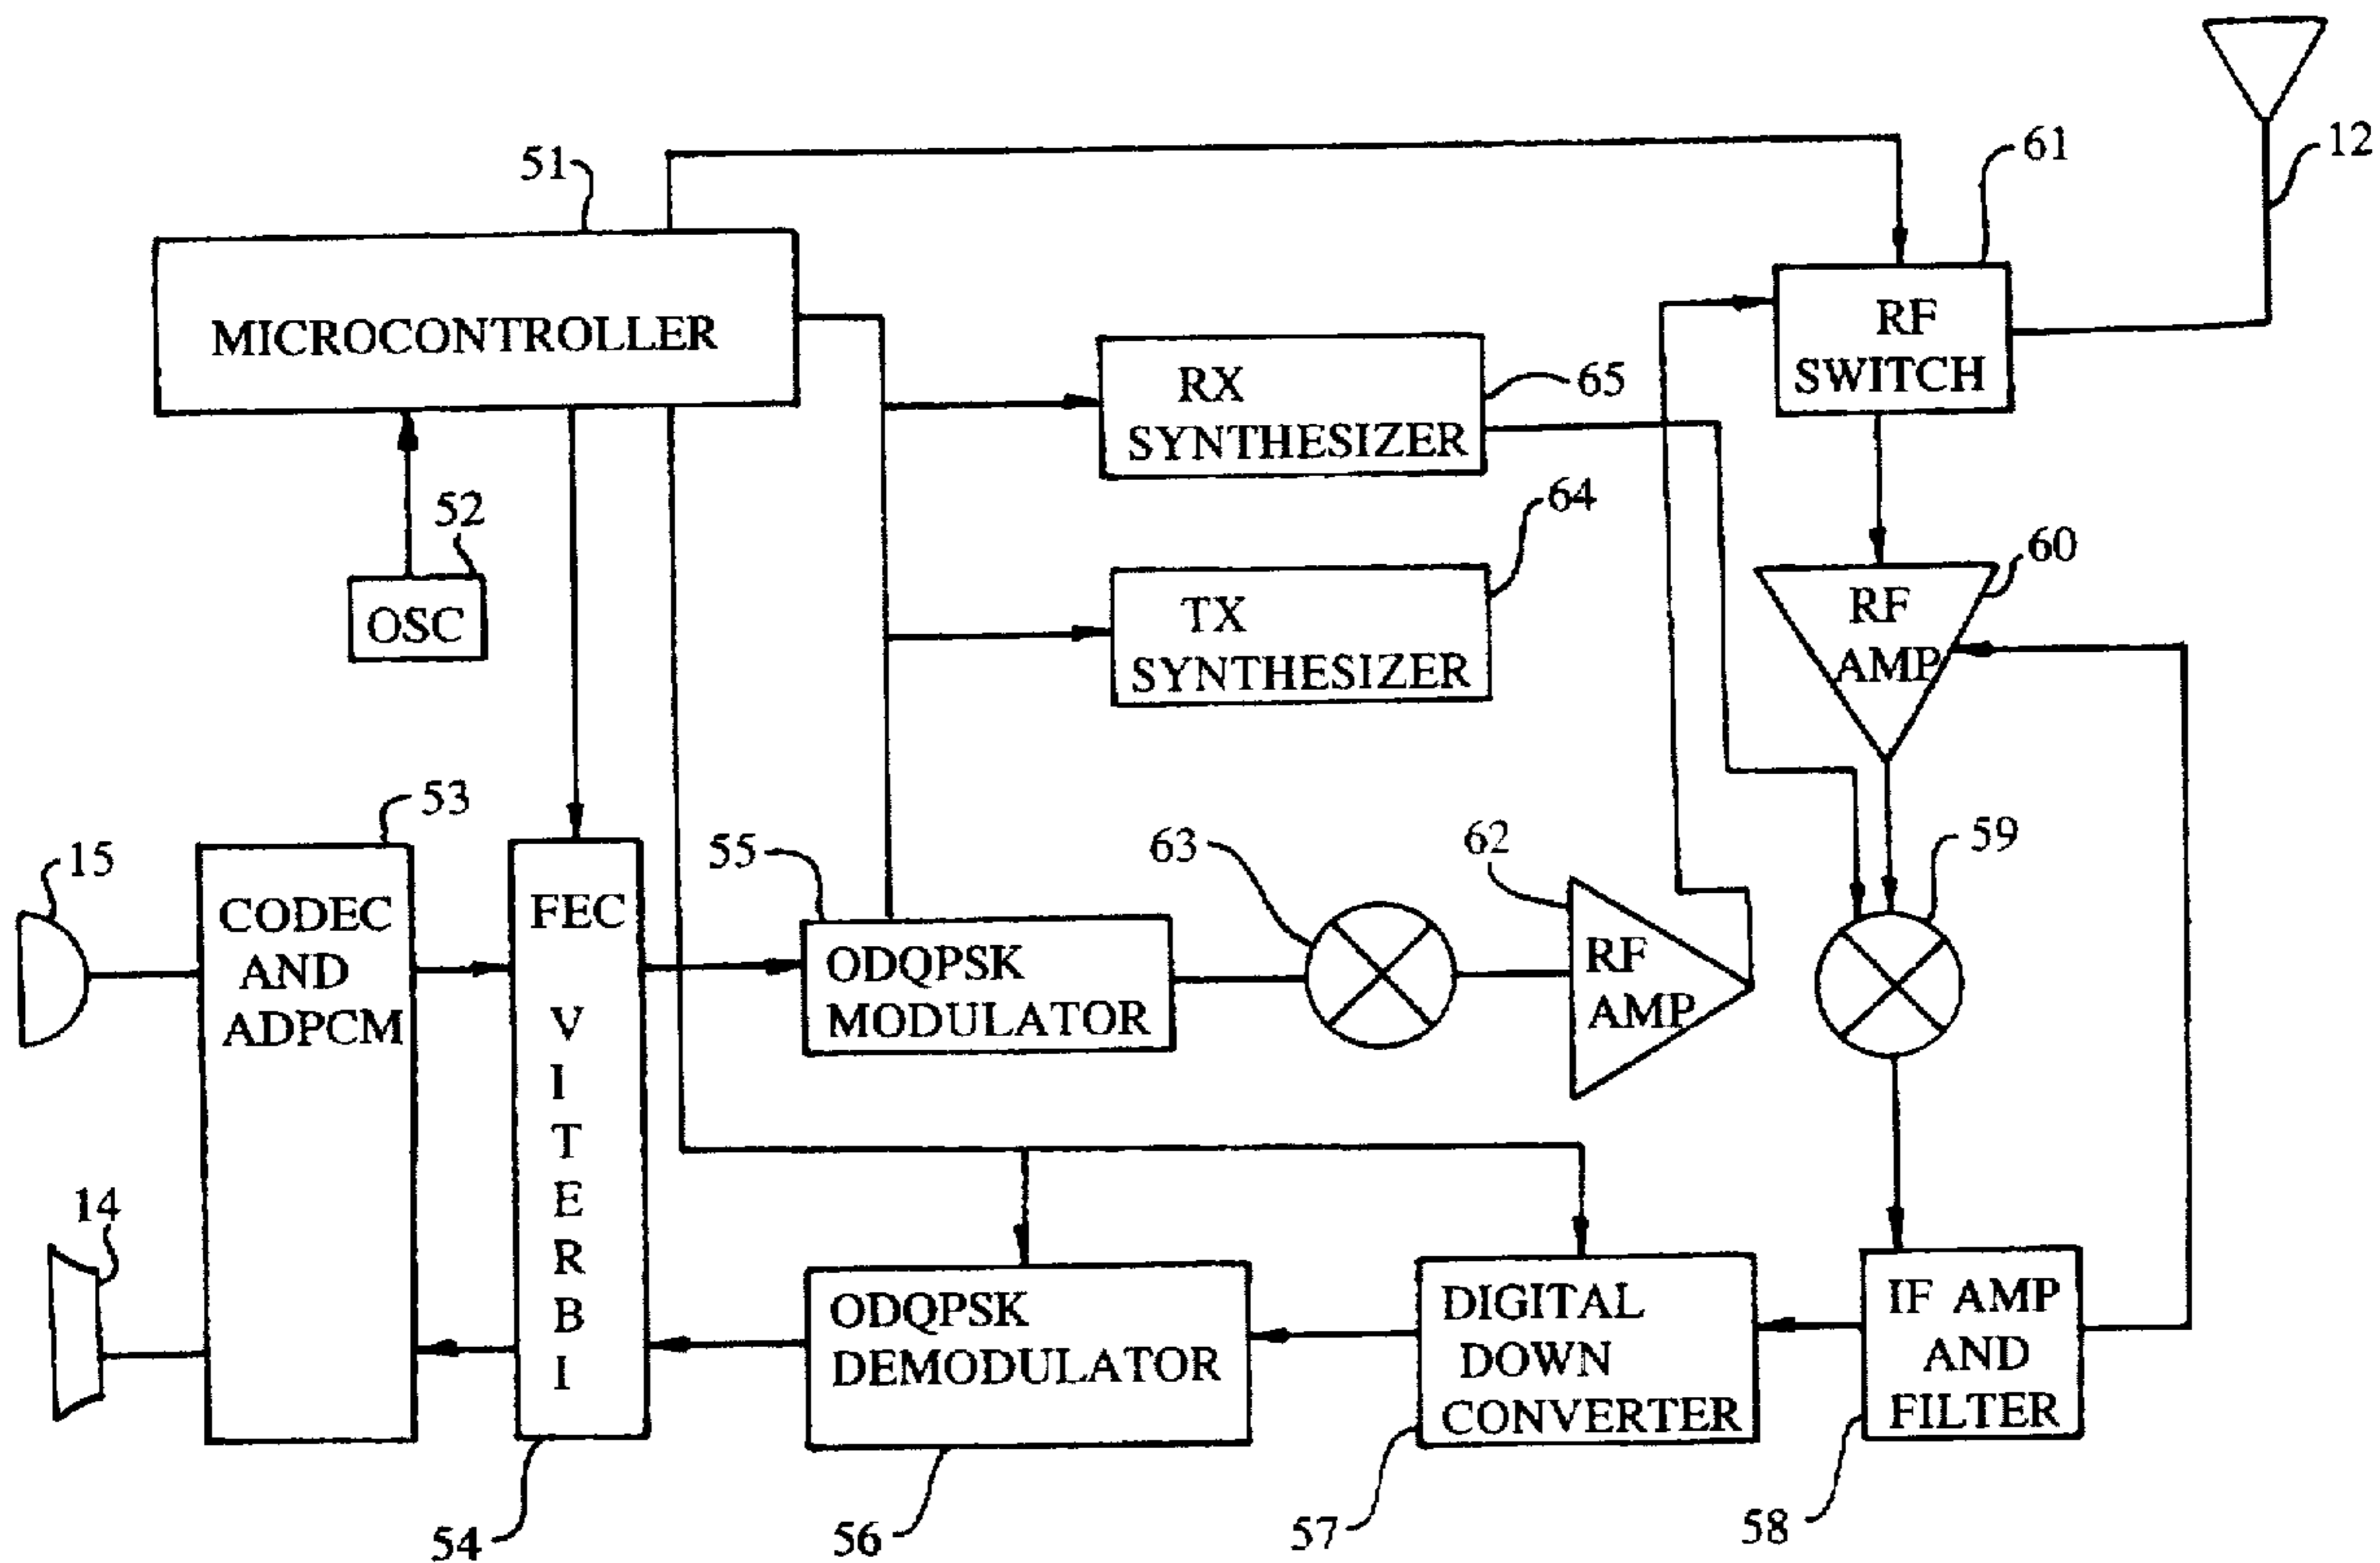 12
61
51
MICROCONTROLLER
RF
SWITCH
RX
SYNTHESIZER
65
52
OSC
64
TX
SYNTHESIZER
60
RF
AMP
53
15
CODEC
AND
ADPCM
FEC
V
I
T
E
R
B
I
55
ODQPSK
MODULATOR
63
62
RF
AMP
59
14
ODQPSK
DEMODULATOR
DIGITAL
DOWN
CONVERTER
IF AMP
AND
FILTER
54
56
57
58